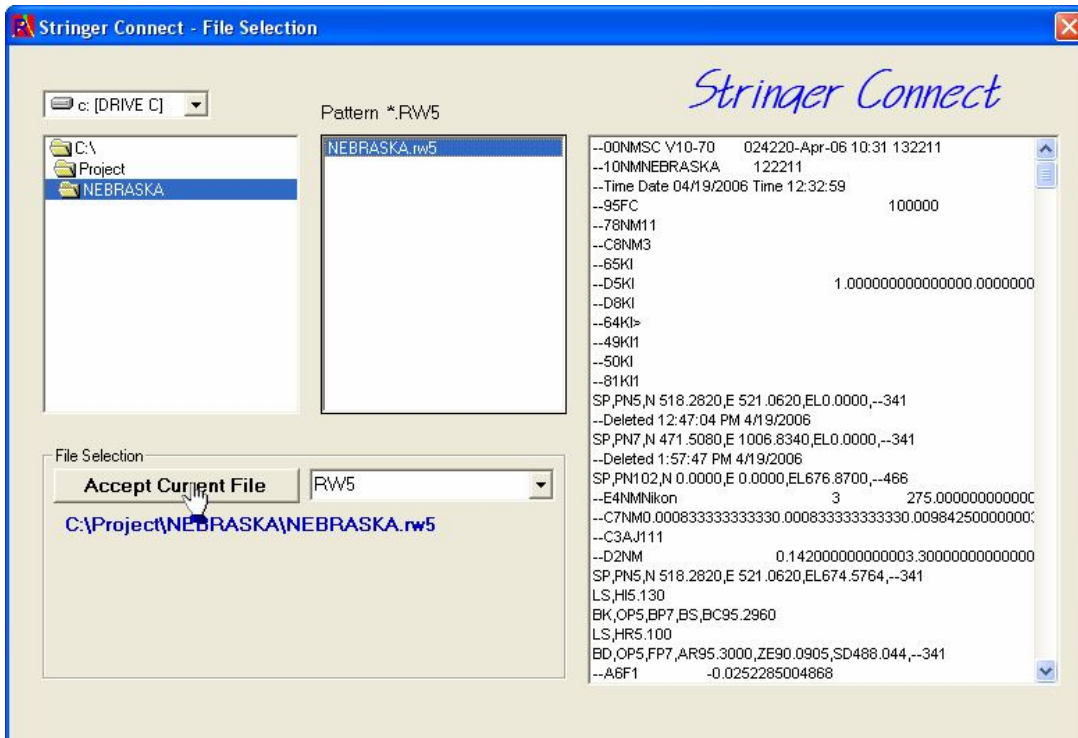 Stringer Connect - File Selection
c: [DRIVE C]
Pattern *.RW5
Stringer Connect
C:\
Project
NEBRASKA
NEBRASKA.rw5
--00NMSC V10-70 024220-Apr-06 10:31 132211
--10NMNEBRASKA 122211
--Time Date 04/19/2006 Time 12:32:59
--95FC 100000
--78NM11
--C8NM3
--65KI
--D5KI 1.000000000000000.0000000
--D8KI
--64KI>
--49KI1
--50KI
--81KI1
SP,PN5,N 518.2820,E 521.0620,EL0.0000,--341
--Deleted 12:47:04 PM 4/19/2006
SP,PN7,N 471.5080,E 1006.8340,EL0.0000,--341
--Deleted 1:57:47 PM 4/19/2006
SP,PN102,N 0.0000,E 0.0000,EL676.8700,--466
--E4NMNikon 3 275.00000000000
--C7NM0.000833333333330.000833333333330.00984250000000
--C3AJ111
--D2NM 0.142000000000003.30000000000000
SP,PN5,N 518.2820,E 521.0620,EL674.5764,--341
LS,HI5.130
BK,OP5,BP7,BS,BC95.2960
LS,HR5.100
BD,OP5,FP7,AR95.3000,ZE90.0905,SD488.044,--341
--A6F1 -0.0252285004868
File Selection
Accept Current File
RW5
C:\Project\NEBRASKA\NEBRASKA.rw5